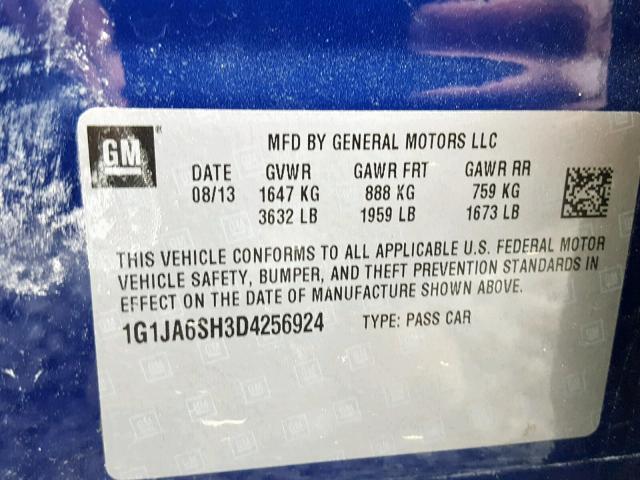 GM
MFD BY GENERAL MOTORS LLC
DATE GVWR GAWR FRT GAWR RR
08/13 1647 KG 888 KG 759 KG
3632 LB 1959 LB 1673 LB
THIS VEHICLE CONFORMS TO ALL APPLICABLE U.S. FEDERAL MOTOR
VEHICLE SAFETY, BUMPER, AND THEFT PREVENTION STANDARDS IN
EFFECT ON THE DATE OF MANUFACTURE SHOWN ABOVE.
1G1JA6SH3D4256924 TYPE: PASS CAR